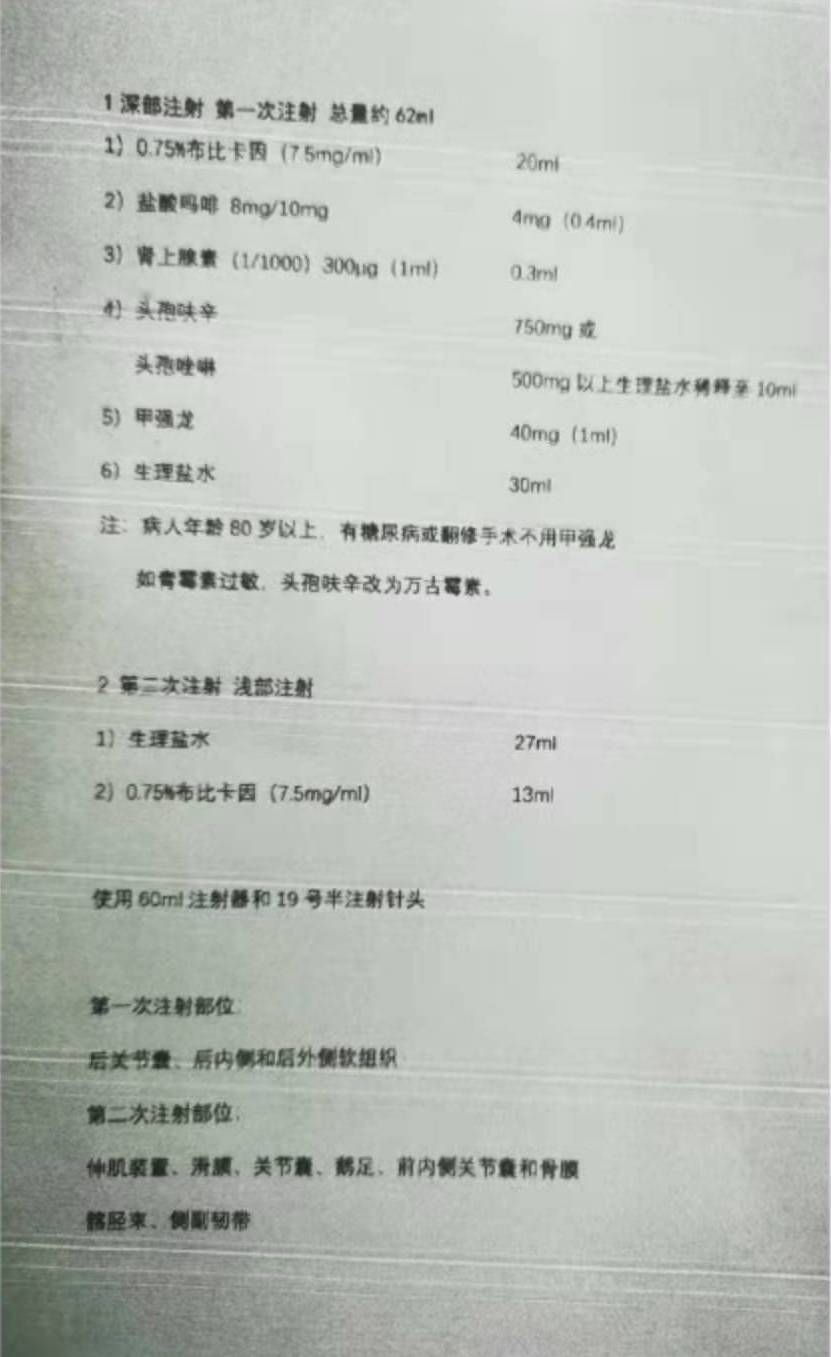 1 深部注射 第一次注射 总量约 62ml
1）0.75%布比卡因（7.5mg/ml） 20ml
2）盐酸吗啡 8mg/10mg 4mg（0.4ml）
3）肾上腺素（1/1000）300μg（1ml） 0.3ml
4）头孢呋辛 750mg 或
头孢唑啉 500mg 以上生理盐水稀释至 10ml
5）甲强龙 40mg（1ml）
6）生理盐水 30ml
注：病人年龄 80 岁以上，有糖尿病或翻修手术不用甲强龙
如青霉素过敏，头孢呋辛改为万古霉素。
2 第二次注射 浅部注射
1）生理盐水 27ml
2）0.75%布比卡因（7.5mg/ml） 13ml
使用 60ml 注射器和 19 号半注射针头
第一次注射部位：
后关节囊、后内侧和后外侧软组织
第二次注射部位：
伸肌装置、滑膜、关节囊、鹅足、前内侧关节囊和骨膜
髂胫束、侧副韧带